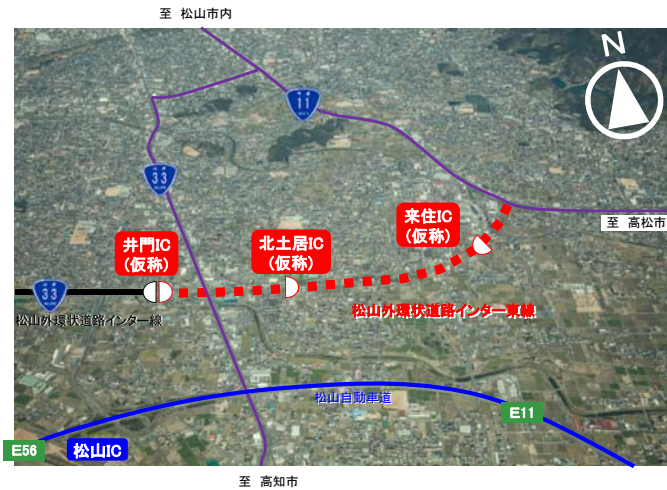 至 松山市内
N
11
33
来住IC
(仮称)
至 高松市
井門IC
(仮称)
北土居IC
(仮称)
33
松山外環状道路インター線
松山外環状道路インター東線
松山自動車道
E11
E56
松山IC
至 高知市